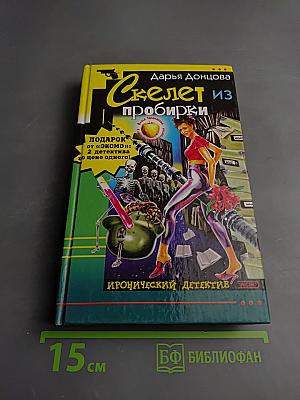 Дарья Донцова
Скелет из
пробирки
ПОДАРОК
от «ЭКСМО»:
2 детектива
по цене одного!
ИРОНИЧЕСКИЙ ДЕТЕКТИВ
15 см
БФ БИБЛИОФАН